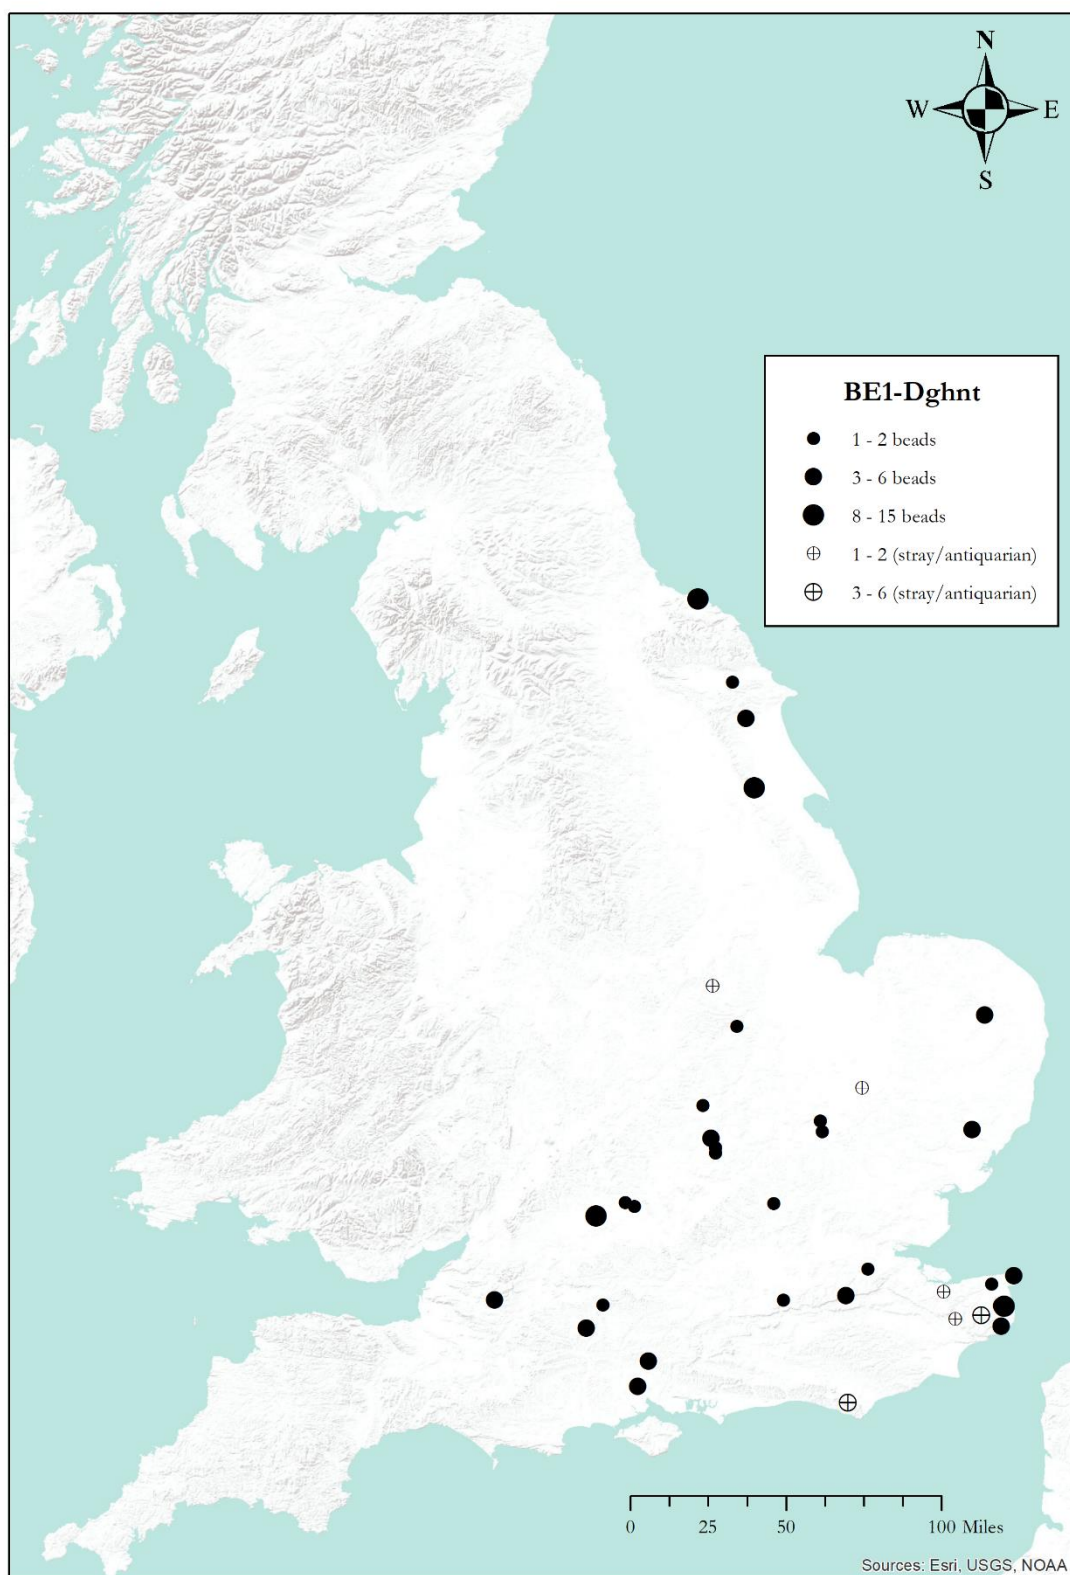 N
W E
S
BE1-Dghnt
1 - 2 beads
3 - 6 beads
8 - 15 beads
1 - 2 (stray/antiquarian)
3 - 6 (stray/antiquarian)
0 25 50 100 Miles
Sources: Esri, USGS, NOAA